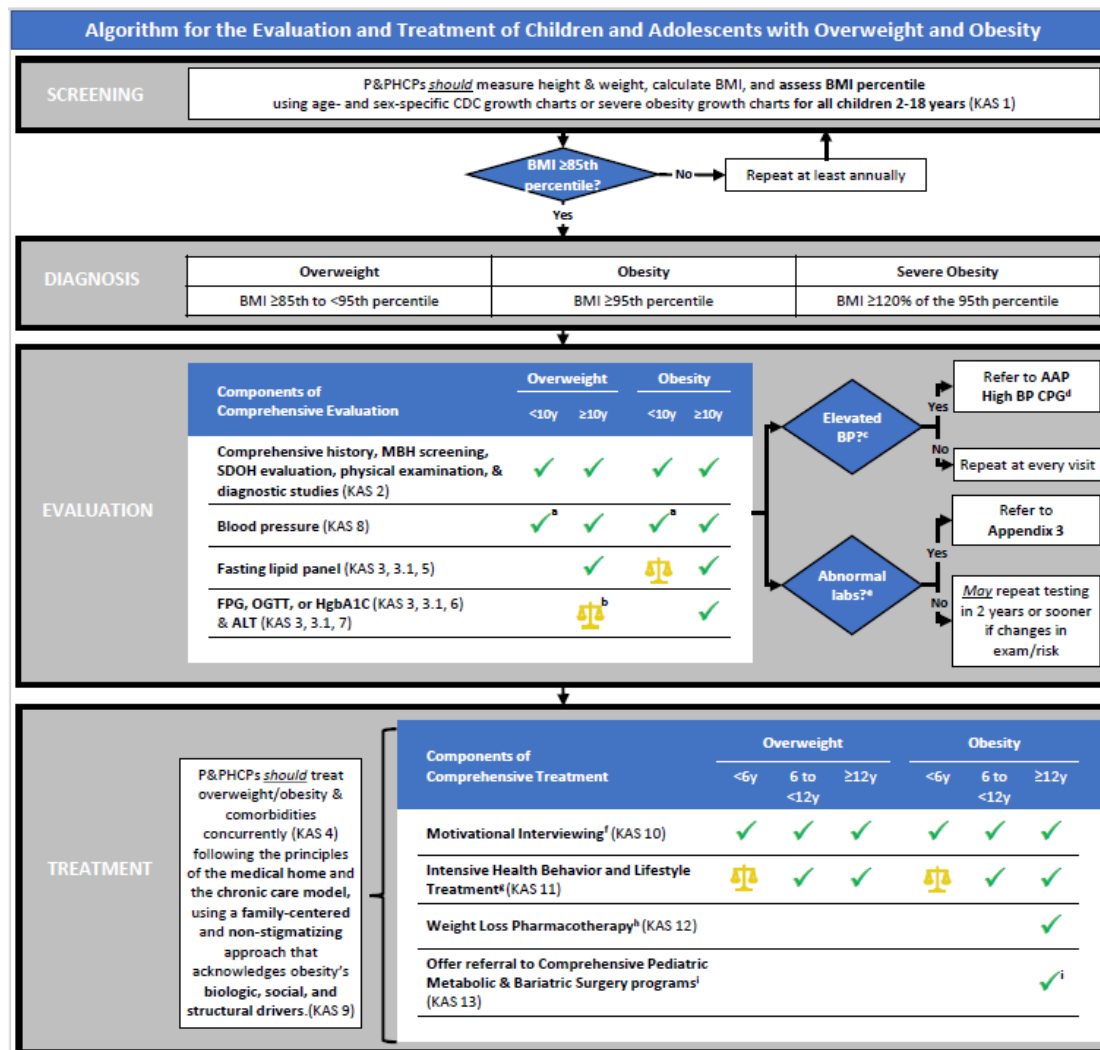 Algorithm for the Evaluation and Treatment of Children and Adolescents with Overweight and Obesity
SCREENING
P&PHCPs should measure height & weight, calculate BMI, and assess BMI percentile
using age- and sex-specific CDC growth charts or severe obesity growth charts for all children 2-18 years (KAS 1)
BMI ≥85th
percentile?
No
Repeat at least annually
Yes
DIAGNOSIS
Overweight
Obesity
Severe Obesity
BMI ≥85th to <95th percentile
BMI ≥95th percentile
BMI ≥120% of the 95th percentile
EVALUATION
Components of
Comprehensive Evaluation
Overweight
Obesity
<10y
≥10y
<10y
≥10y
Comprehensive history, MBH screening,
SDOH evaluation, physical examination, &
diagnostic studies (KAS 2)
Blood pressure (KAS 8)
a
a
Fasting lipid panel (KAS 3, 3.1, 5)
FPG, OGTT, or HgbA1C (KAS 3, 3.1, 6)
& ALT (KAS 3, 3.1, 7)
b
Elevated
BP?c
Yes
Refer to AAP
High BP CPGd
No
Repeat at every visit
Abnormal
labs?e
Yes
Refer to
Appendix 3
No
May repeat testing
in 2 years or sooner
if changes in
exam/risk
TREATMENT
P&PHCPs should treat
overweight/obesity &
comorbidities
concurrently (KAS 4)
following the principles
of the medical home and
the chronic care model,
using a family-centered
and non-stigmatizing
approach that
acknowledges obesity's
biologic, social, and
structural drivers.(KAS 9)
Components of
Comprehensive Treatment
Overweight
Obesity
<6y
6 to
<12y
≥12y
<6y
6 to
<12y
≥12y
Motivational Interviewingf (KAS 10)
Intensive Health Behavior and Lifestyle
Treatmentg (KAS 11)
Weight Loss Pharmacotherapyh (KAS 12)
Offer referral to Comprehensive Pediatric
Metabolic & Bariatric Surgery programsi
(KAS 13)
i